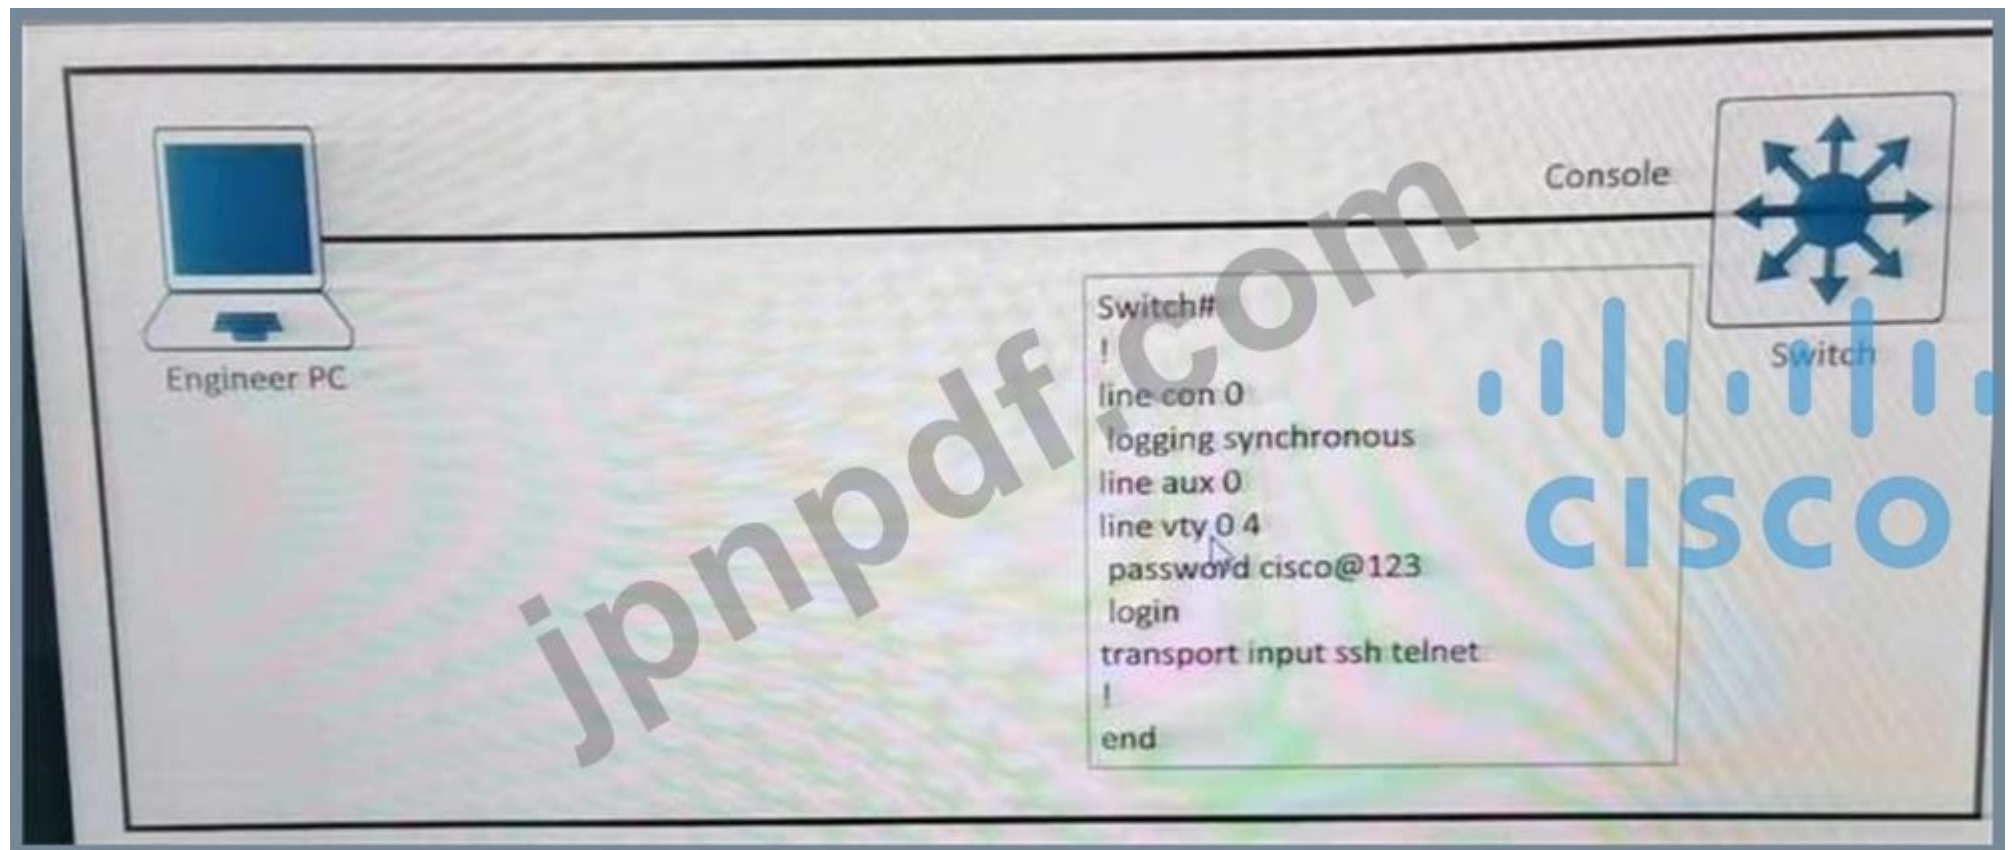 Console
Engineer PC
Switch
Switch#
!
line con 0
logging synchronous
line aux 0
line vty 0 4
password cisco@123
login
transport input ssh telnet
!
end
jpnpdf.com
CISCO